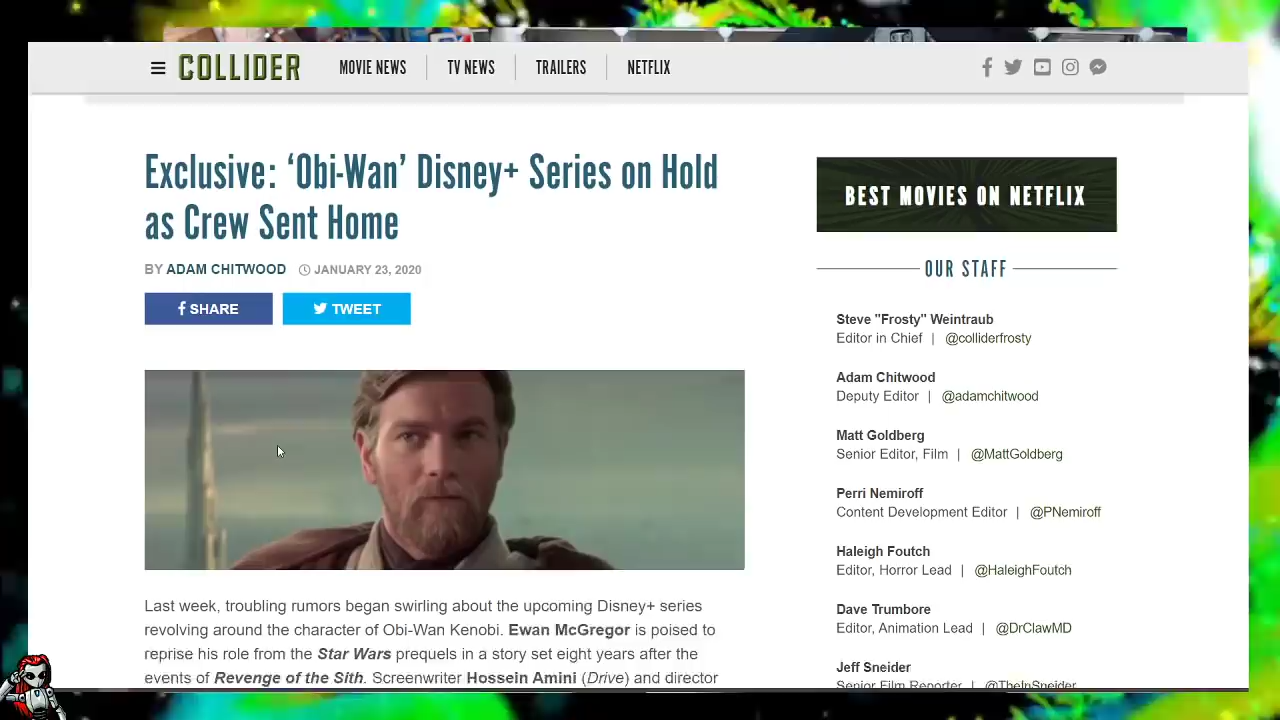 COLLIDER
MOVIE NEWS
TV NEWS
TRAILERS
NETFLIX
Exclusive: ‘Obi-Wan’ Disney+ Series on Hold
as Crew Sent Home
BY ADAM CHITWOOD JANUARY 23, 2020
SHARE
TWEET
Last week, troubling rumors began swirling about the upcoming Disney+ series
revolving around the character of Obi-Wan Kenobi. Ewan McGregor is poised to
reprise his role from the Star Wars prequels in a story set eight years after the
events of Revenge of the Sith. Screenwriter Hossein Amini (Drive) and director
BEST MOVIES ON NETFLIX
OUR STAFF
Steve "Frosty" Weintraub
Editor in Chief | @colliderfrosty
Adam Chitwood
Deputy Editor | @adamchitwood
Matt Goldberg
Senior Editor, Film | @MattGoldberg
Perri Nemiroff
Content Development Editor | @PNemiroff
Haleigh Foutch
Editor, Horror Lead | @HaleighFoutch
Dave Trumbore
Editor, Animation Lead | @DrClawMD
Jeff Sneider
Senior Film Reporter | @TheInSneider